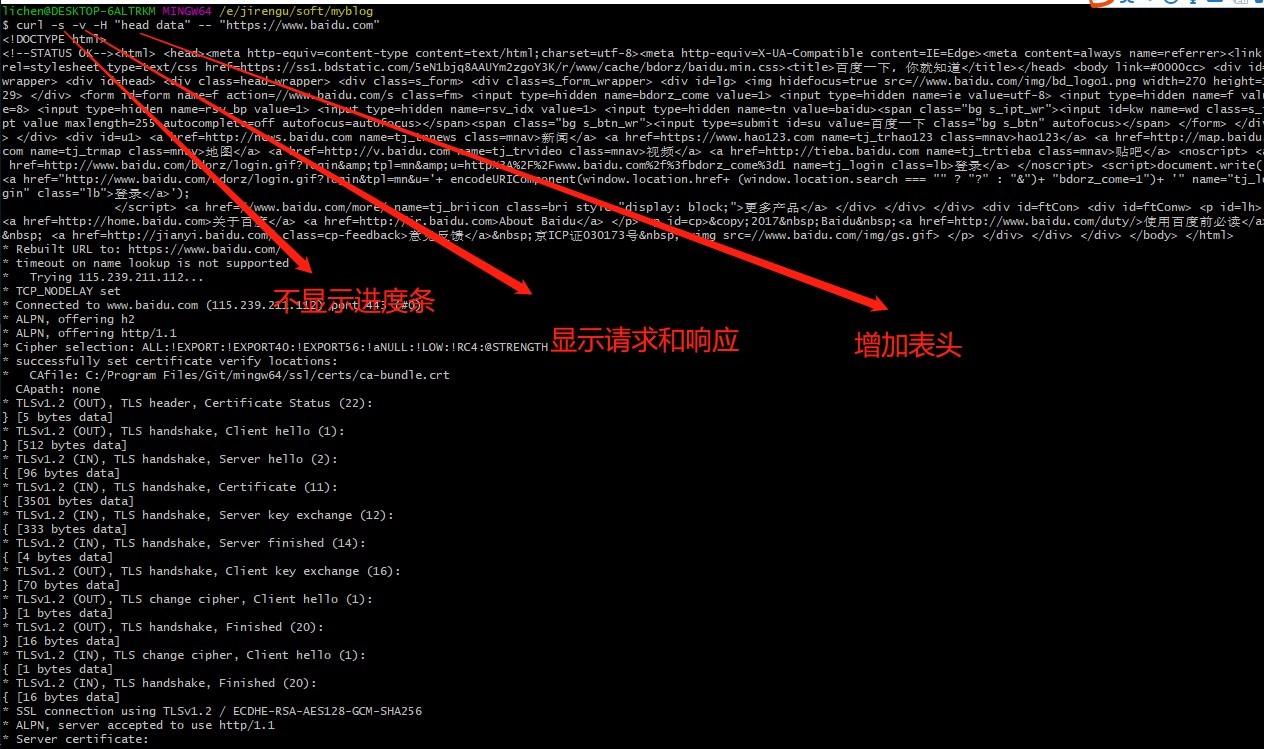 lichen@DESKTOP-6ALTRKM MINGW64 /e/jirengu/soft/myblog
$ curl -s -v -H "head data" -- "https://www.baidu.com"
<!DOCTYPE html>
<!--STATUS OK--><html> <head><meta http-equiv=content-type content=text/html;charset=utf-8><meta http-equiv=X-UA-Compatible content=IE=Edge><meta content=always name=referrer><link
rel=stylesheet type=text/css href=https://ss1.bdstatic.com/5eN1bjq8AAUYm2zgoY3K/r/www/cache/bdorz/baidu.min.css><title>百度一下，你就知道</title></head> <body link=#0000cc> <div id=
wrapper> <div id=head> <div class=head_wrapper> <div class=s_form> <div class=s_form_wrapper> <div id=lg> <img hidefocus=true src=//www.baidu.com/img/bd_logo1.png width=270 height=
29> </div> <form id=form name=f action=//www.baidu.com/s class=fm> <input type=hidden name=bdorz_come value=1> <input type=hidden name=ie value=utf-8> <input type=hidden name=f valu
e=8> <input type=hidden name=rsv_bp value=1> <input type=hidden name=rsv_idx value=1> <input type=hidden name=tn value=baidu><span class="bg s_ipt_wr"><input id=kw name=wd class=s_i
pt value maxlength=255 autocomplete=off autofocus=autofocus></span><span class="bg s_btn_wr"><input type=submit id=su value=百度一下 class="bg s_btn" autofocus></span> </form> </div
> </div> <div id=u1> <a href=http://news.baidu.com name=tj_trnews class=mnav>新闻</a> <a href=https://www.hao123.com name=tj_trhao123 class=mnav>hao123</a> <a href=http://map.baidu.
com name=tj_trmap class=mnav>地图</a> <a href=http://v.baidu.com name=tj_trvideo class=mnav>视频</a> <a href=http://tieba.baidu.com name=tj_trtieba class=mnav>贴吧</a> <noscript> <a
href=http://www.baidu.com/bdorz/login.gif?login&amp;tpl=mn&amp;u=http%3A%2F%2Fwww.baidu.com%2f%3fbdorz_come%3d1 name=tj_login class=lb>登录</a> </noscript> <script>document.write('
<a href="http://www.baidu.com/bdorz/login.gif?login&tpl=mn&u='+ encodeURIComponent(window.location.href+ (window.location.search === "" ? "?" : "&")+ "bdorz_come=1")+ '" name="tj_lo
gin" class="lb">登录</a>');
</script> <a href=//www.baidu.com/more/ name=tj_briicon class=bri style="display: block;">更多产品</a> </div> </div> </div> <div id=ftCon> <div id=ftConw> <p id=lh>
<a href=http://home.baidu.com>关于百度</a> <a href=http://ir.baidu.com>About Baidu</a> </p> <p id=cp>&copy;2017&nbsp;Baidu&nbsp;<a href=http://www.baidu.com/duty/>使用百度前必读</a>
&nbsp; <a href=http://jianyi.baidu.com/ class=cp-feedback>意见反馈</a>&nbsp;京ICP证030173号&nbsp; <img src=//www.baidu.com/img/gs.gif> </p> </div> </div> </div> </body> </html>
* Rebuilt URL to: https://www.baidu.com/
* timeout on name lookup is not supported
* Trying 115.239.211.112...
* TCP_NODELAY set
不显示进度条
* Connected to www.baidu.com (115.239.211.112) port 443 (#0)
* ALPN, offering h2
* ALPN, offering http/1.1
* Cipher selection: ALL:!EXPORT:!EXPORT40:!EXPORT56:!aNULL:!LOW:!RC4:@STRENGTH
显示请求和响应
增加表头
* successfully set certificate verify locations:
* CAfile: C:/Program Files/Git/mingw64/ssl/certs/ca-bundle.crt
CApath: none
* TLSv1.2 (OUT), TLS header, Certificate Status (22):
} [5 bytes data]
* TLSv1.2 (OUT), TLS handshake, Client hello (1):
} [512 bytes data]
* TLSv1.2 (IN), TLS handshake, Server hello (2):
{ [96 bytes data]
* TLSv1.2 (IN), TLS handshake, Certificate (11):
{ [3501 bytes data]
* TLSv1.2 (IN), TLS handshake, Server key exchange (12):
{ [333 bytes data]
* TLSv1.2 (IN), TLS handshake, Server finished (14):
{ [4 bytes data]
* TLSv1.2 (OUT), TLS handshake, Client key exchange (16):
} [70 bytes data]
* TLSv1.2 (OUT), TLS change cipher, Client hello (1):
} [1 bytes data]
* TLSv1.2 (OUT), TLS handshake, Finished (20):
} [16 bytes data]
* TLSv1.2 (IN), TLS change cipher, Client hello (1):
{ [1 bytes data]
* TLSv1.2 (IN), TLS handshake, Finished (20):
{ [16 bytes data]
* SSL connection using TLSv1.2 / ECDHE-RSA-AES128-GCM-SHA256
* ALPN, server accepted to use http/1.1
* Server certificate: